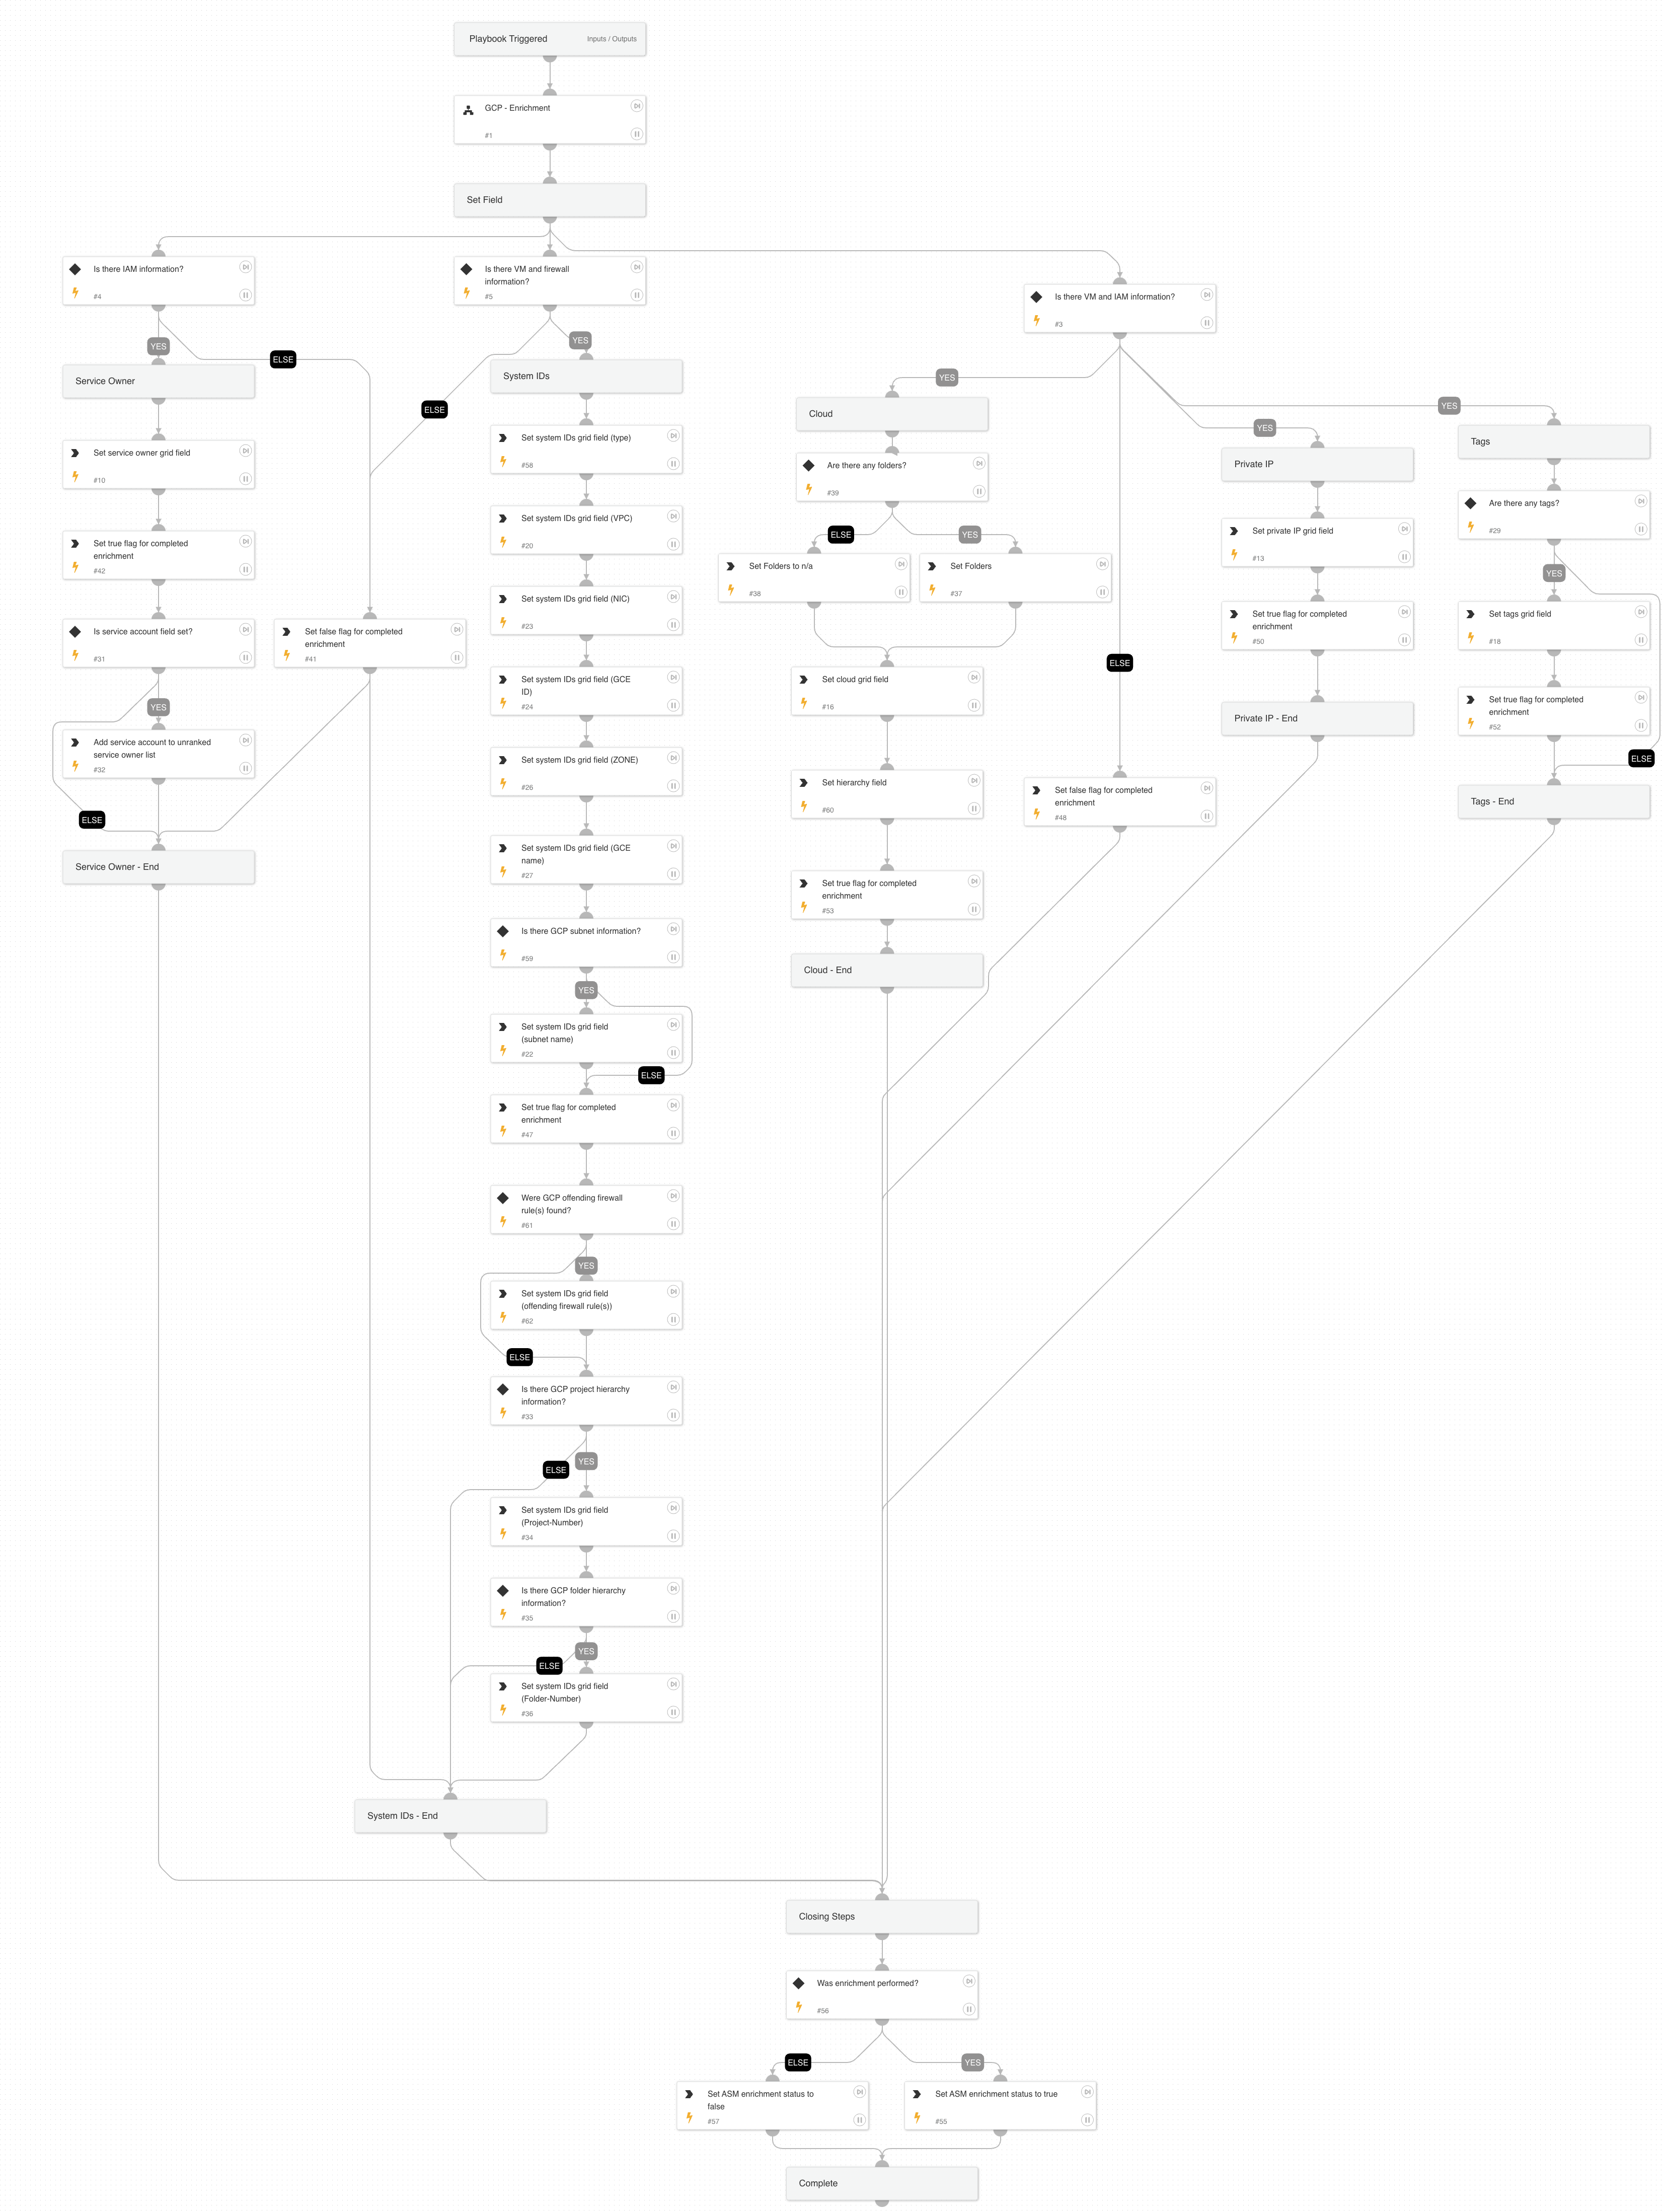 Playbook Triggered
Inputs / Outputs
GCP - Enrichment
#1
Set Field
Is there IAM information?
#4
Is there VM and firewall
information?
#5
Is there VM and IAM information?
#3
YES
ELSE
YES
ELSE
YES
YES
YES
ELSE
Service Owner
Set service owner grid field
#10
Set true flag for completed
enrichment
#42
Is service account field set?
#31
YES
Add service account to unranked
service owner list
#32
ELSE
Service Owner - End
Set false flag for completed
enrichment
#41
System IDs
Set system IDs grid field (type)
#58
Set system IDs grid field (VPC)
#20
Set system IDs grid field (NIC)
#23
Set system IDs grid field (GCE
ID)
#24
Set system IDs grid field (ZONE)
#26
Set system IDs grid field (GCE
name)
#27
Is there GCP subnet information?
#59
YES
Set system IDs grid field
(subnet name)
#22
ELSE
Set true flag for completed
enrichment
#47
Were GCP offending firewall
rule(s) found?
#61
YES
Set system IDs grid field
(offending firewall rule(s))
#62
ELSE
Is there GCP project hierarchy
information?
#33
YES
ELSE
Set system IDs grid field
(Project-Number)
#34
Is there GCP folder hierarchy
information?
#35
YES
ELSE
Set system IDs grid field
(Folder-Number)
#36
System IDs - End
Cloud
Are there any folders?
#39
ELSE
YES
Set Folders to n/a
#38
Set Folders
#37
Set cloud grid field
#16
Set hierarchy field
#60
Set true flag for completed
enrichment
#53
Cloud - End
Set false flag for completed
enrichment
#48
Private IP
Set private IP grid field
#13
Set true flag for completed
enrichment
#50
Private IP - End
Tags
Are there any tags?
#29
YES
Set tags grid field
#18
Set true flag for completed
enrichment
#52
ELSE
Tags - End
Closing Steps
Was enrichment performed?
#56
ELSE
YES
Set ASM enrichment status to
false
#57
Set ASM enrichment status to true
#55
Complete